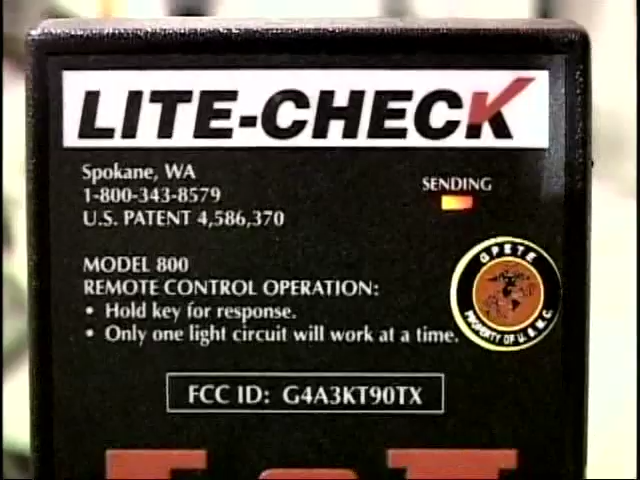 LITE-CHECK
Spokane, WA
1-800-343-8579
U.S. PATENT 4,586,370
SENDING
MODEL 800
REMOTE CONTROL OPERATION:
• Hold key for response.
• Only one light circuit will work at a time.
GPETE
PROPERTY OF U.S.M.C.
FCC ID: G4A3KT90TX